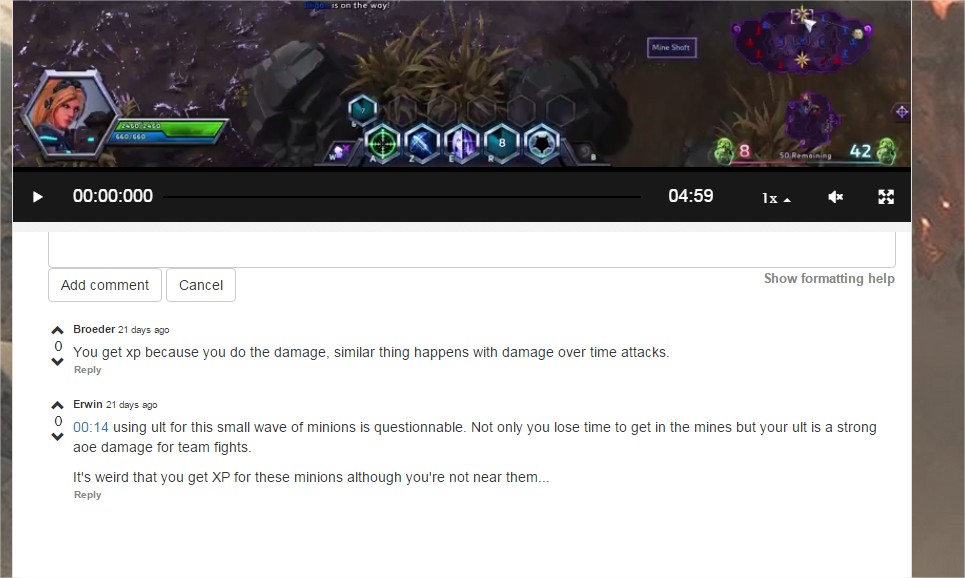 is on the way!
Mine Shaft
2460/2460
660/660
8
W
A
Z
E
R
B
8
50 Remaining
42
00:00:000
04:59
1x
Add comment
Cancel
Show formatting help
Broeder 21 days ago
0
You get xp because you do the damage, similar thing happens with damage over time attacks.
Reply
Erwin 21 days ago
0
00:14 using ult for this small wave of minions is questionnable. Not only you lose time to get in the mines but your ult is a strong
aoe damage for team fights.
It's weird that you get XP for these minions although you're not near them...
Reply